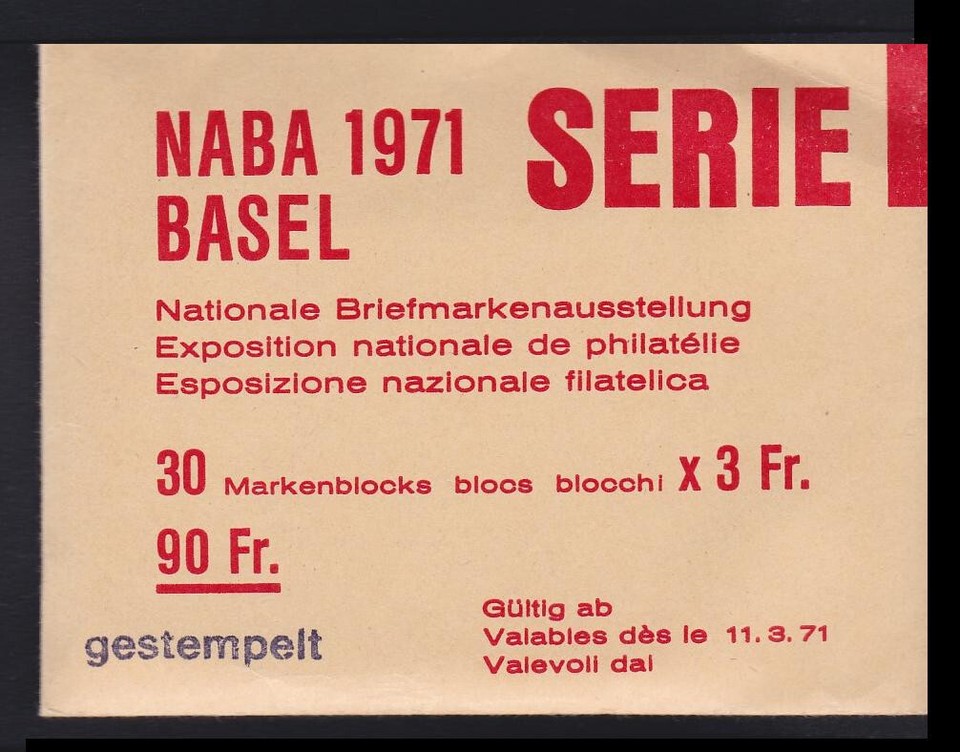 NABA 1971
BASEL
SERIE
Nationale Briefmarkenausstellung
Exposition nationale de philatélie
Esposizione nazionale filatelica
30 Markenblocks blocs blocchi x 3 Fr.
90 Fr.
Gültig ab
Valables dès le 11.3.71
Valevoli dal
gestempelt